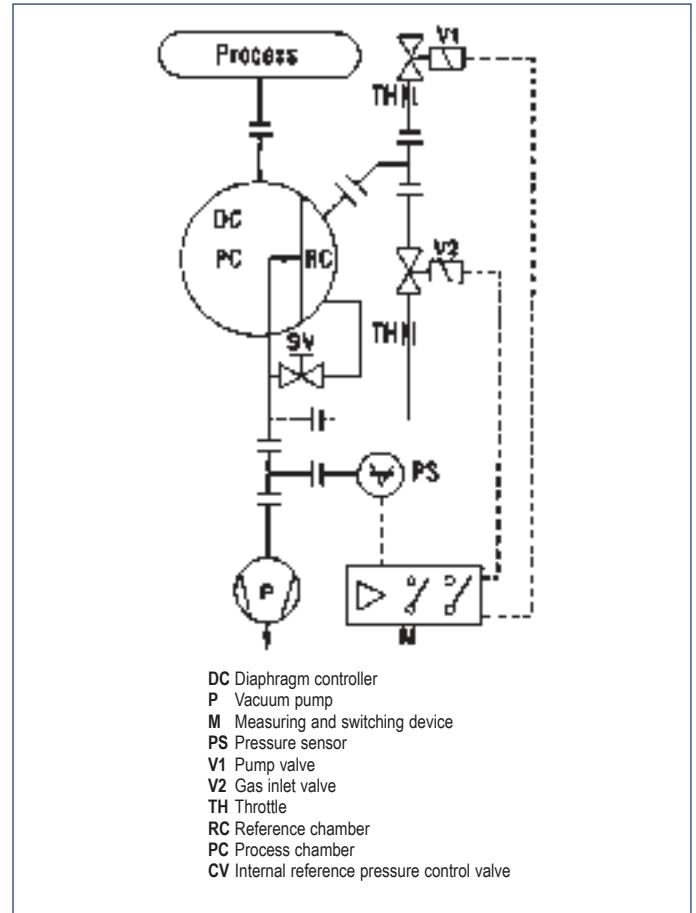 Process
V1
TH
DC
PC
RC
V2
TH
PS
P
M
DC Diaphragm controller
P Vacuum pump
M Measuring and switching device
PS Pressure sensor
V1 Pump valve
V2 Gas inlet valve
TH Throttle
RC Reference chamber
PC Process chamber
CV Internal reference pressure control valve